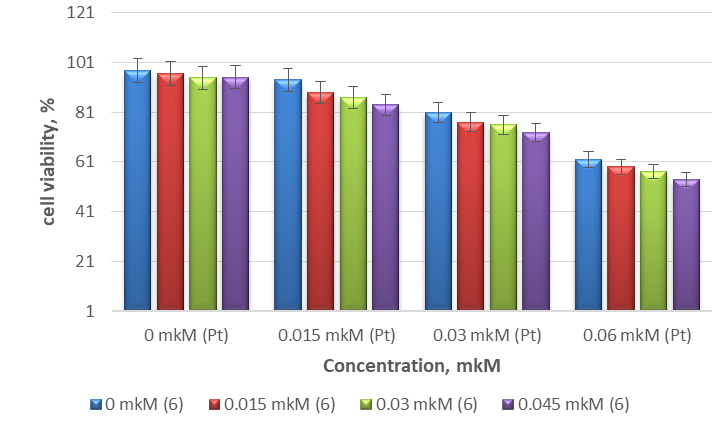 cell viability, %
121
101
81
61
41
21
1
0 mkM (Pt) 0.015 mkM (Pt) 0.03 mkM (Pt) 0.06 mkM (Pt)
Concentration, mkM
0 mkM (6) 0.015 mkM (6) 0.03 mkM (6) 0.045 mkM (6)